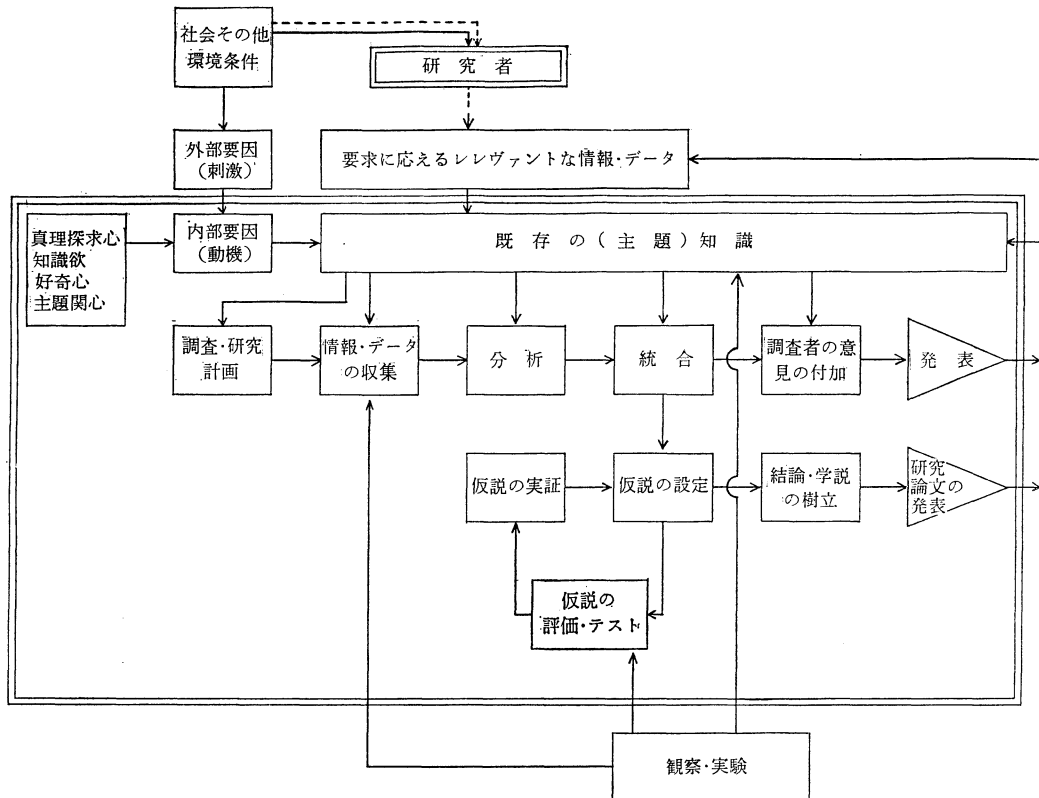 社会その他
環境条件
研究者
外部要因
(刺激)
要求に応えるレレヴァントな情報・データ
真理探求心
知識欲
好奇心
主題関心
内部要因
(動機)
既存の(主題)知識
調査・研究
計画
情報・データ
の収集
分析
統合
調査者の意
見の付加
発表
仮説の実証
仮説の設定
結論・学説
の樹立
研究
論文の
発表
仮説の
評価・テスト
観察・実験